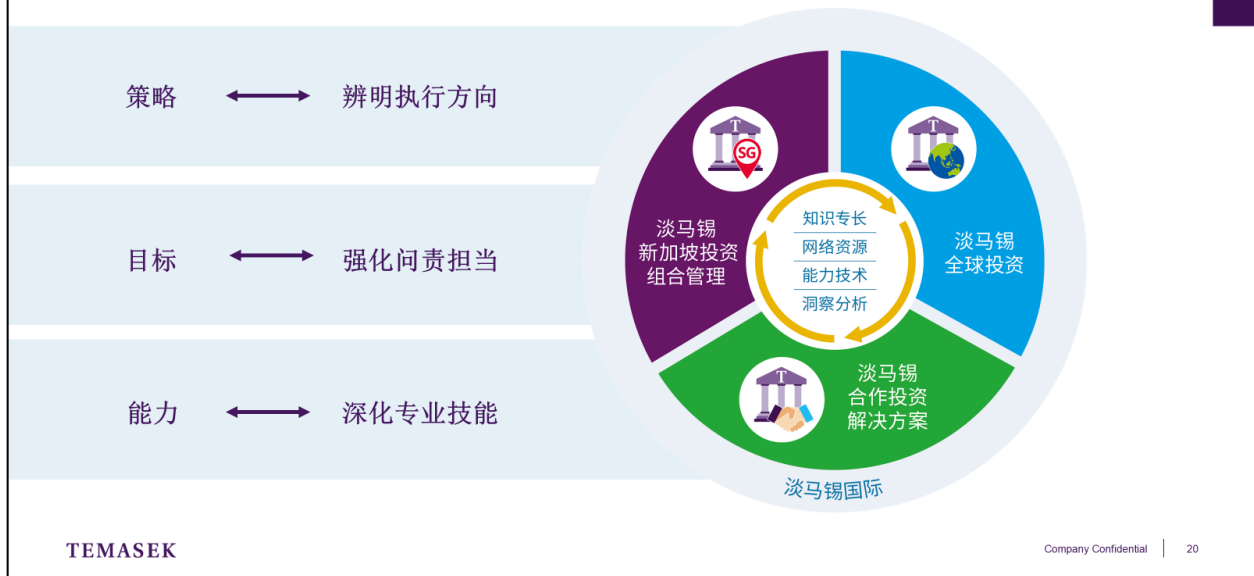 策略
辨明执行方向
目标
强化问责担当
能力
深化专业技能
T
SG
淡马锡
新加坡投资
组合管理
T
淡马锡
全球投资
知识专长
网络资源
能力技术
洞察分析
T
淡马锡
合作投资
解决方案
淡马锡国际
TEMASEK
Company Confidential
20